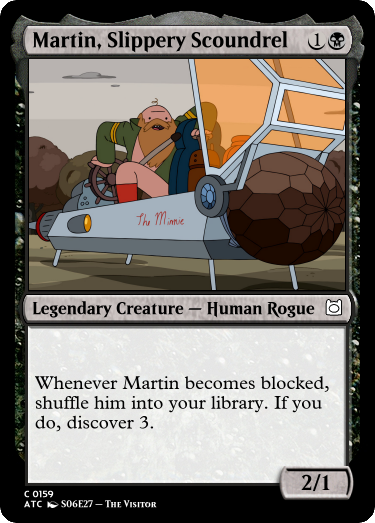 Martin, Slippery Scoundrel 1
The Minnie
Legendary Creature — Human Rogue
Whenever Martin becomes blocked,
shuffle him into your library. If you
do, discover 3.
2/1
C 0159
ATC S06E27 – The Visitor